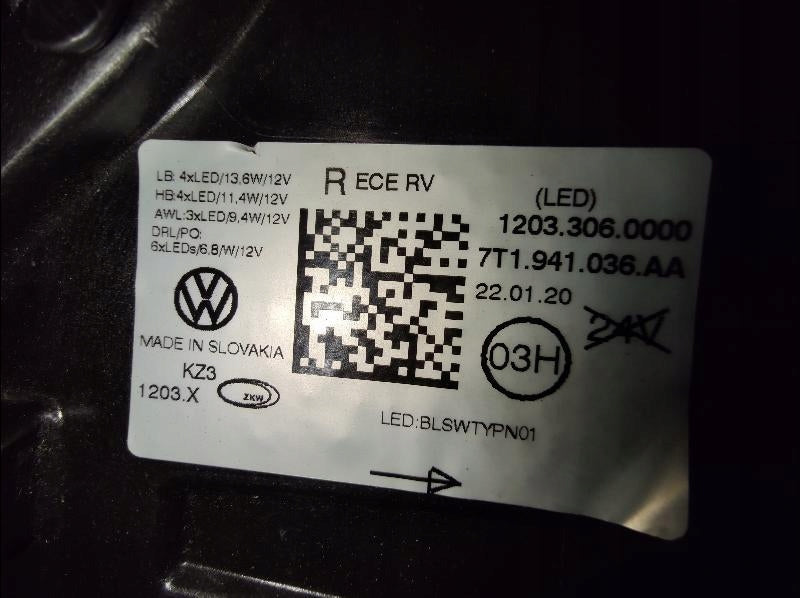 LB: 4xLED/13,6W/12V
HB:4xLED/11,4W/12V
AWL:3xLED/9,4W/12V
DRL/PO:
6xLEDs/6.8/W/12V
VW
MADE IN SLOVAKIA
KZ3
1203.X
ZKW
R ECE RV
(LED)
1203.306.0000
7T1.941.036.AA
22.01.20
24V
03H
LED:BLSWTYPN01